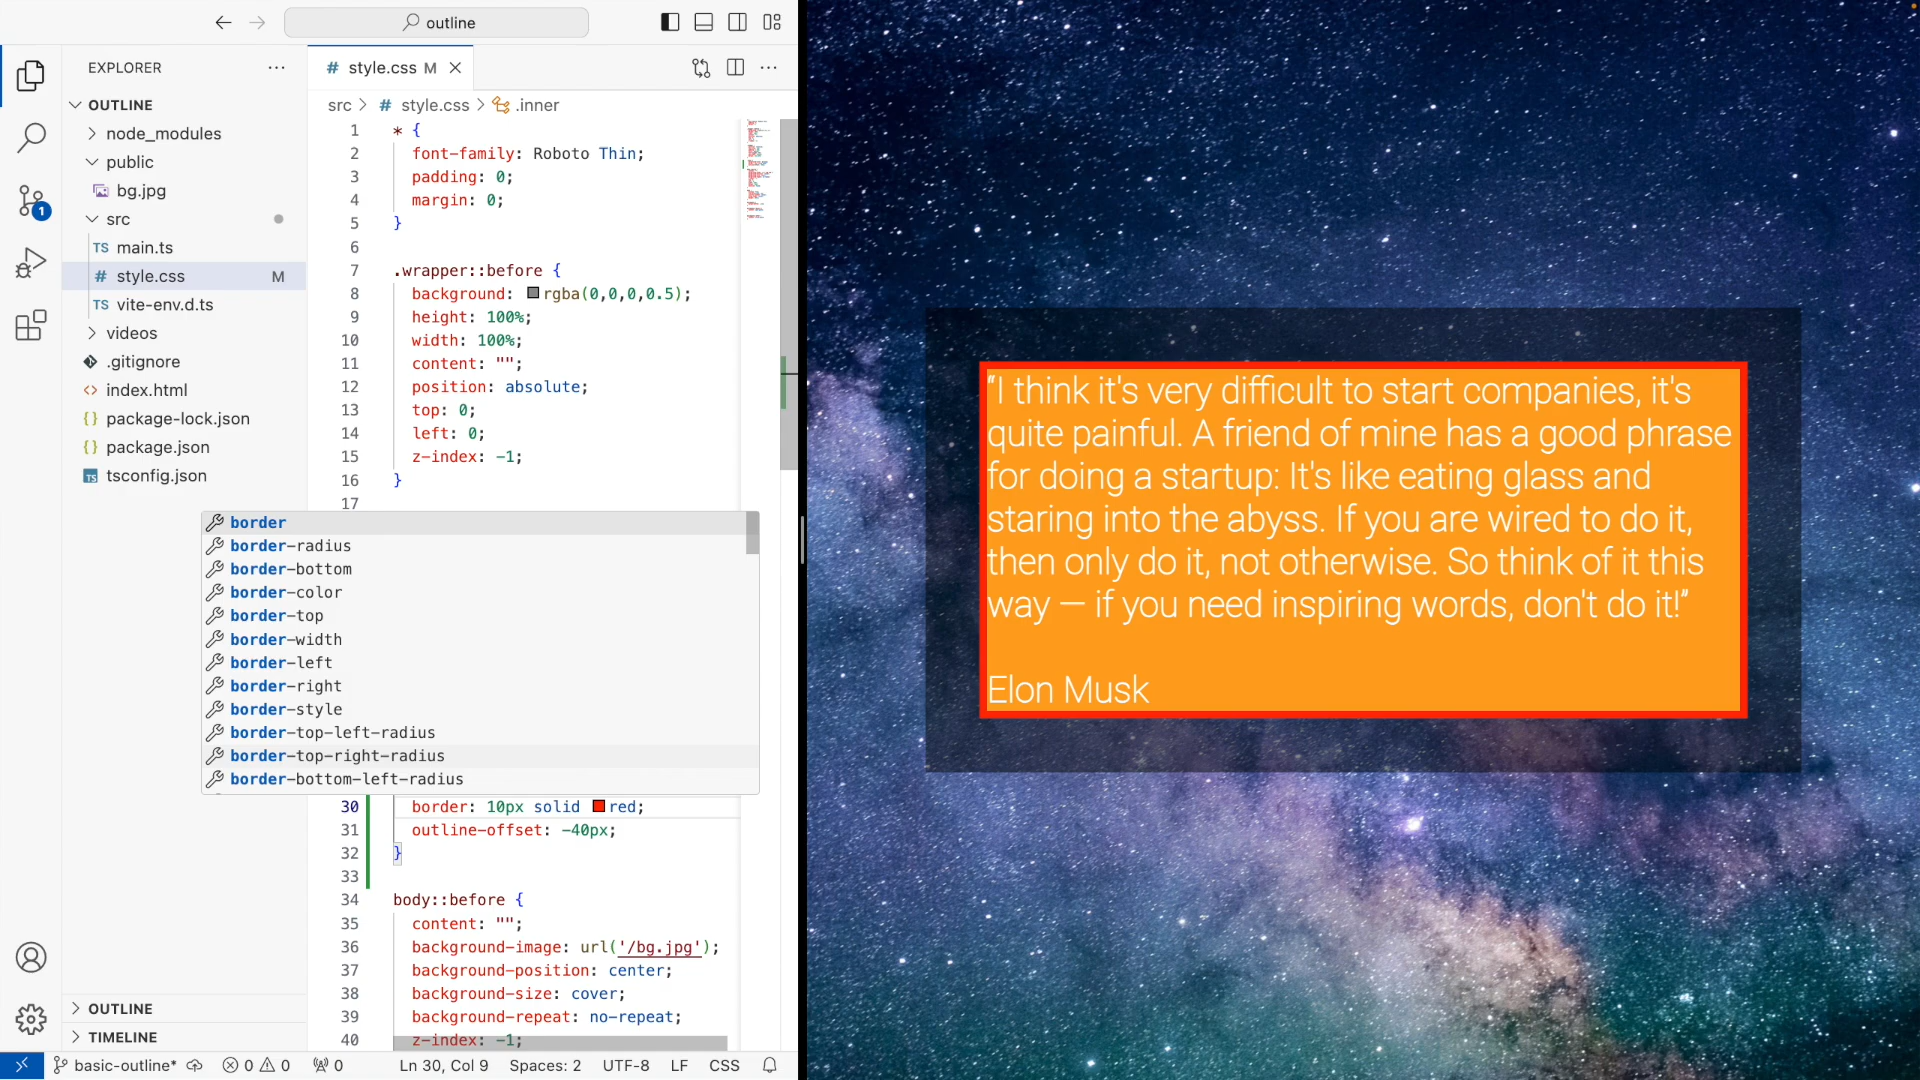 outline
EXPLORER
OUTLINE
node_modules
public
bg.jpg
src
TS main.ts
# style.css M
TS vite-env.d.ts
videos
.gitignore
<> index.html
{} package-lock.json
{} package.json
TS tsconfig.json
OUTLINE
TIMELINE
# style.css M
src > # style.css > .inner
1 * {
2 font-family: Roboto Thin;
3 padding: 0;
4 margin: 0;
5 }
6
7 .wrapper::before {
8 background: rgba(0,0,0,0.5);
9 height: 100%;
10 width: 100%;
11 content: "";
12 position: absolute;
13 top: 0;
14 left: 0;
15 z-index: -1;
16 }
17
border
border-radius
border-bottom
border-color
border-top
border-width
border-left
border-right
border-style
border-top-left-radius
border-top-right-radius
border-bottom-left-radius
30 border: 10px solid red;
31 outline-offset: -40px;
32 }
33
34 body::before {
35 content: "";
36 background-image: url('/bg.jpg');
37 background-position: center;
38 background-size: cover;
39 background-repeat: no-repeat;
40 z-index: -1;
1
basic-outline* 0 0 0 Ln 30, Col 9 Spaces: 2 UTF-8 LF CSS
“I think it's very difficult to start companies, it's
quite painful. A friend of mine has a good phrase
for doing a startup: It's like eating glass and
staring into the abyss. If you are wired to do it,
then only do it, not otherwise. So think of it this
way — if you need inspiring words, don't do it!”
Elon Musk